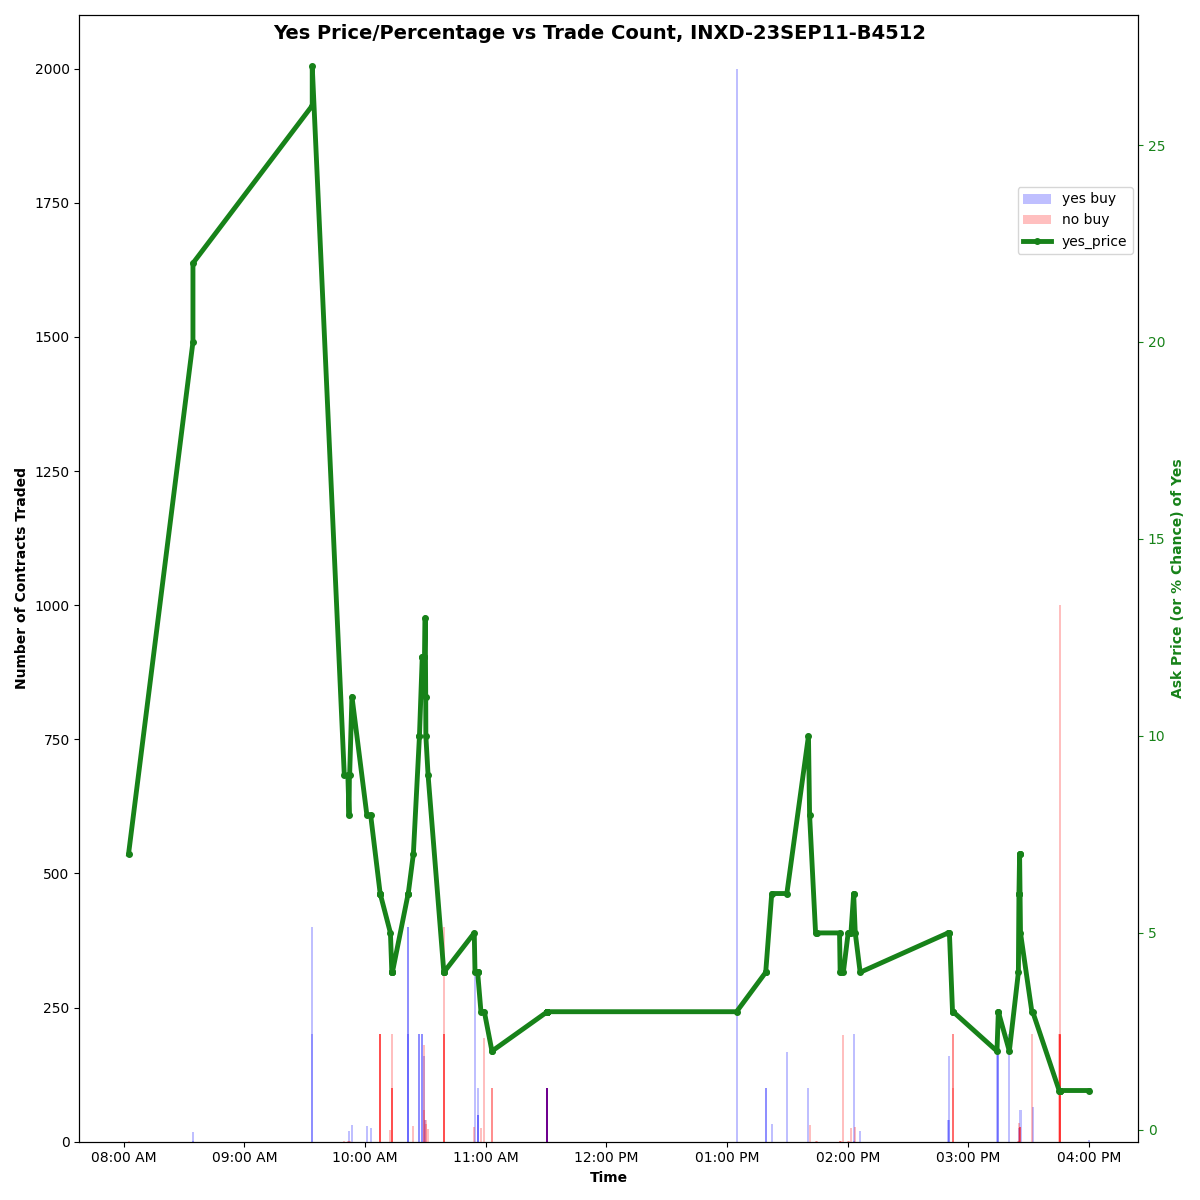 Yes Price/Percentage vs Trade Count, INXD-23SEP11-B4512
2000
1750
1500
1250
1000
750
500
250
0
Number of Contracts Traded
25
20
15
10
5
0
Ask Price (or % Chance) of Yes
yes buy
no buy
yes_price
08:00 AM
09:00 AM
10:00 AM
11:00 AM
12:00 PM
01:00 PM
02:00 PM
03:00 PM
04:00 PM
Time